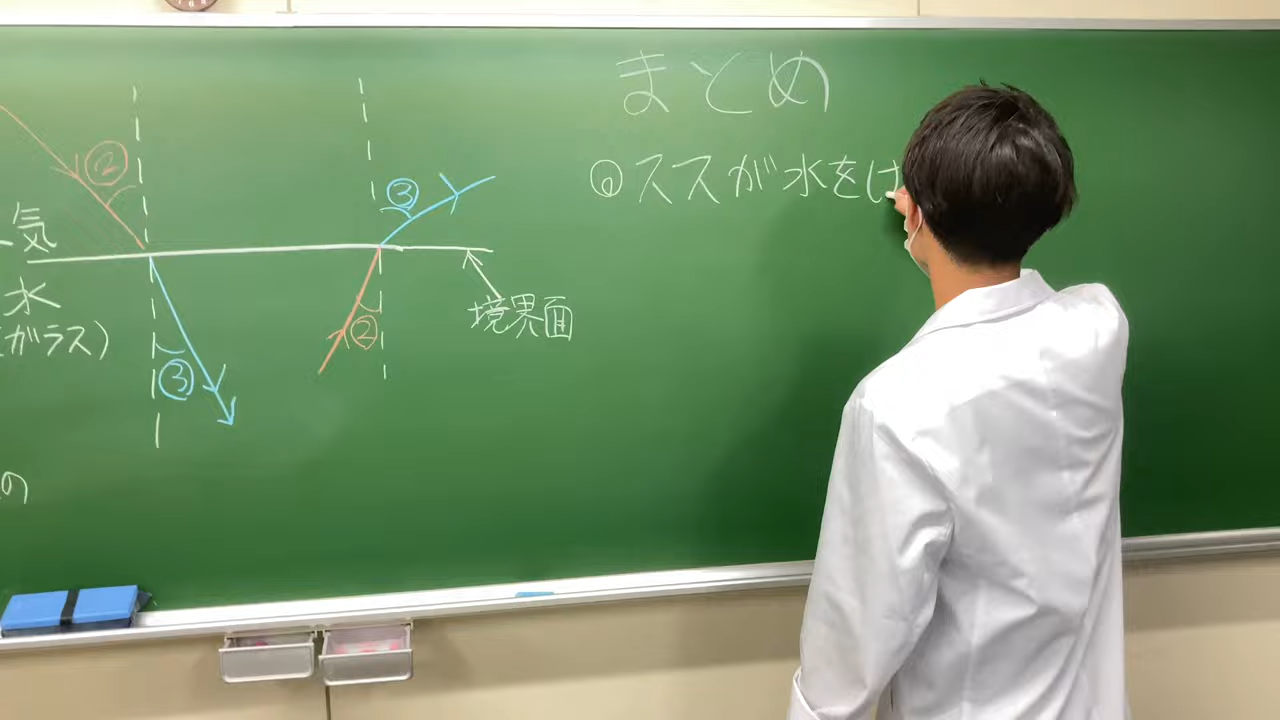 まとめ
◎ススが水をは
②
③
気
水
(ガラス)
③
②
境界面
の